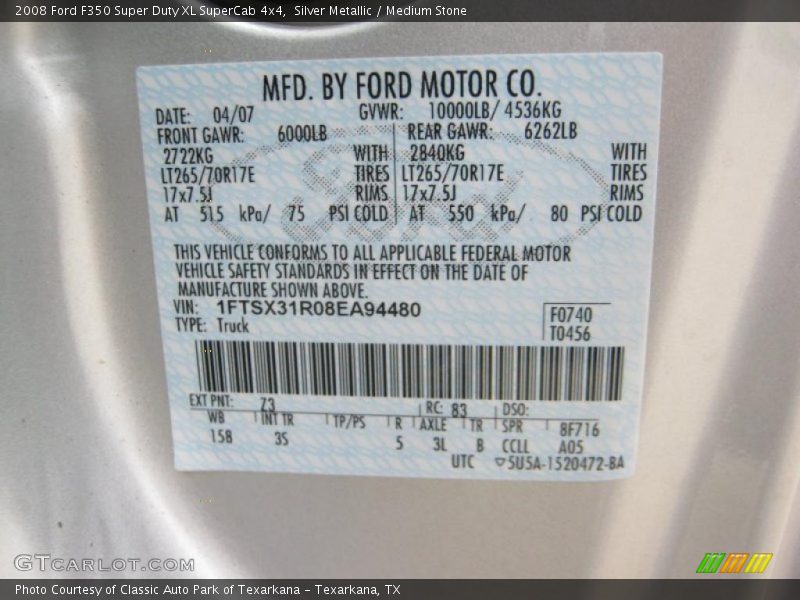 2008 Ford F350 Super Duty XL SuperCab 4x4, Silver Metallic / Medium Stone
MFD. BY FORD MOTOR CO.
DATE: 04/07 GVWR: 10000LB/ 4536KG
FRONT GAWR: 6000LB REAR GAWR: 6262LB
2722KG WITH 2840KG WITH
LT265/70R17E TIRES LT265/70R17E TIRES
17x7.5J RIMS 17x7.5J RIMS
AT 515 kPa/ 75 PSI COLD AT 550 kPa/ 80 PSI COLD
THIS VEHICLE CONFORMS TO ALL APPLICABLE FEDERAL MOTOR
VEHICLE SAFETY STANDARDS IN EFFECT ON THE DATE OF
MANUFACTURE SHOWN ABOVE.
VIN: 1FTSX31R08EA94480 F0740
TYPE: Truck T0456
EXT PNT: Z3 RC: 83 DSO:
WB INT TR TP/PS R AXLE TR SPR 8F716
158 3S 5 3L B CCLL A05
UTC ▽5U5A-1520472-BA
GTCARLOT.COM
Photo Courtesy of Classic Auto Park of Texarkana - Texarkana, TX